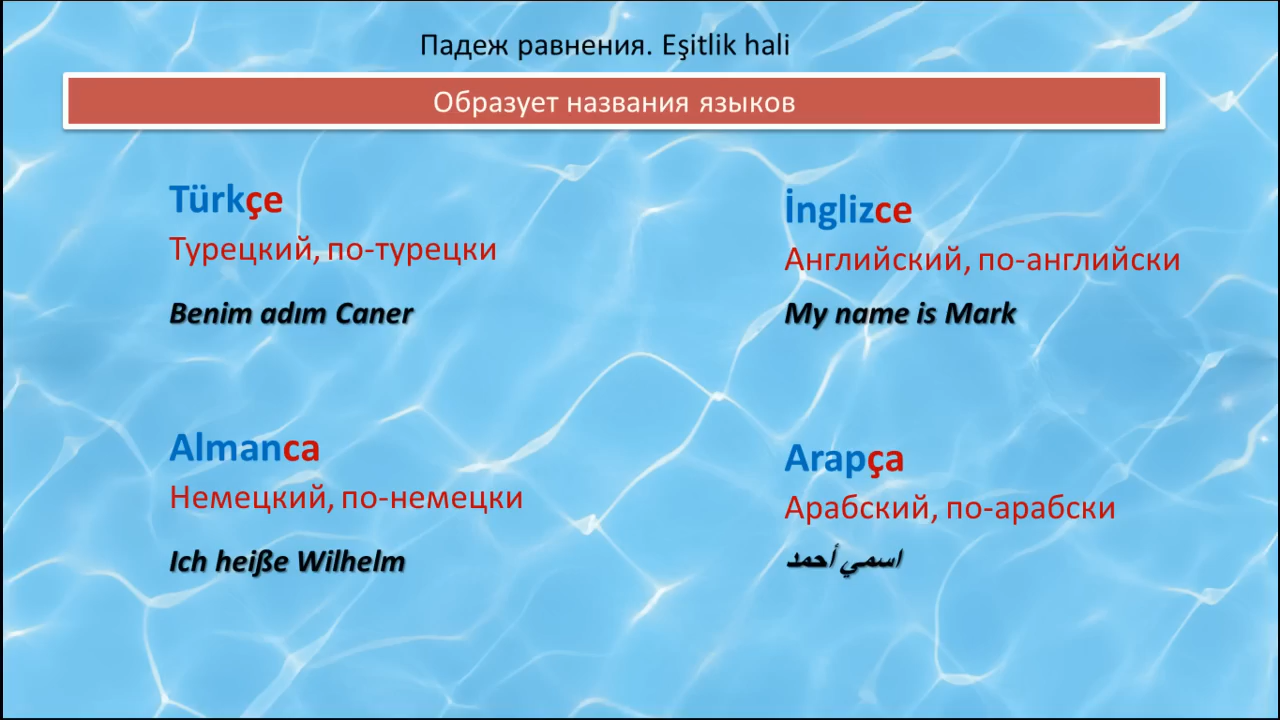 Падеж равнения. Eşitlik hali
Образует названия языков
Türkçe
Турецкий, по-турецки
Benim adım Caner
İnglizce
Английский, по-английски
My name is Mark
Almanca
Немецкий, по-немецки
Ich heiße Wilhelm
Arapça
Арабский, по-арабски
اسمي أحمد